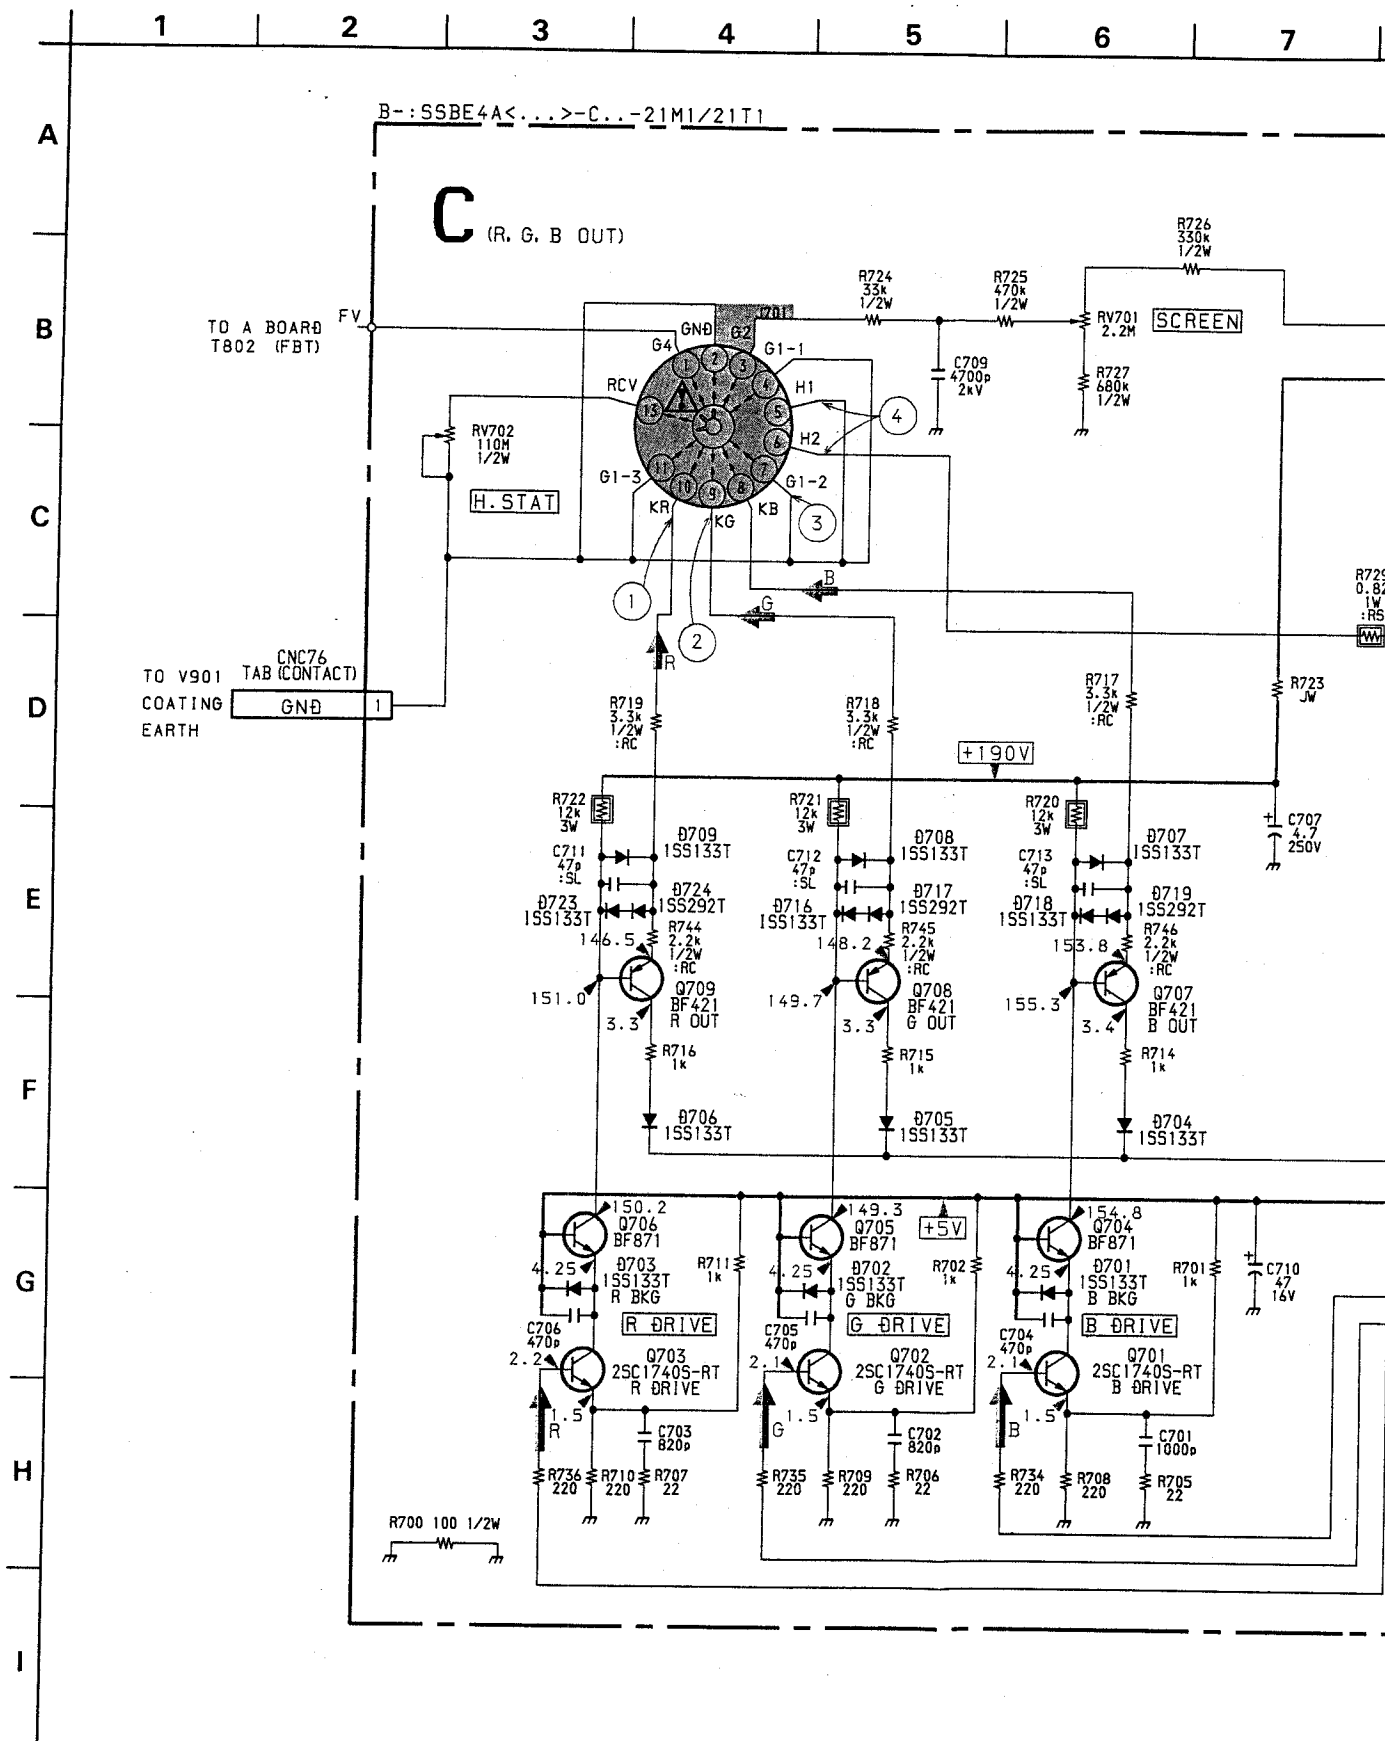 1 2 3 4 5 6 7
A
B
C
D
E
F
G
H
I
B-:SSBE4A<...>-C..-21M1/21T1
C (R, G, B OUT)
TO A BOARD
T802 (FBT)
FV
J701
GND
G2
G4
G1-1
H1
H2
RCV
G1-3
G1-2
KR
KG
KB
1
2
3
4
5
6
7
8
9
10
11
13
RV702
110M
1/2W
H.STAT
R724
33k
1/2W
R725
470k
1/2W
R726
330k
1/2W
RV701
2.2M
SCREEN
C709
4700p
2kV
R727
680k
1/2W
4
3
1
2
B
G
R
R729
1W
TO V901
COATING
EARTH
CNC76
TAB (CONTACT)
GND 1
R719
3.3k
1/2W
:RC
R718
3.3k
1/2W
:RC
R717
3.3k
1/2W
:RC
R723
JW
+190V
R722
12k
3W
R721
12k
3W
R720
12k
3W
C707
4.7
250V
+
D709
1SS133T
C711
47p
:SL
D724
1SS292T
D723
1SS133T
R744
2.2k
1/2W
:RC
146.5
151.0
Q709
BF421
R OUT
3.3
R716
1k
D706
1SS133T
D708
1SS133T
C712
47p
:SL
D717
1SS292T
D716
1SS133T
R745
2.2k
1/2W
:RC
148.2
149.7
Q708
BF421
G OUT
3.3
R715
1k
D705
1SS133T
D707
1SS133T
C713
47p
:SL
D719
1SS292T
D718
1SS133T
R746
2.2k
1/2W
:RC
153.8
155.3
Q707
BF421
B OUT
3.4
R714
1k
D704
1SS133T
150.2
Q706
BF871
4.25
D703
1SS133T
R BKG
R711
1k
C706
470p
R DRIVE
2.2
Q703
2SC1740S-RT
R DRIVE
1.5
R
C703
820p
R736
220
R710
220
R707
22
149.3
Q705
BF871
+5V
4.25
D702
1SS133T
G BKG
R702
1k
C705
470p
G DRIVE
2.1
Q702
2SC1740S-RT
G DRIVE
1.5
G
C702
820p
R735
220
R709
220
R706
22
154.8
Q704
BF871
4.25
D701
1SS133T
B BKG
R701
1k
C710
47
16V
+
C704
470p
B DRIVE
2.1
Q701
2SC1740S-RT
B DRIVE
1.5
B
C701
1000p
R734
220
R708
220
R705
22
R700 100 1/2W